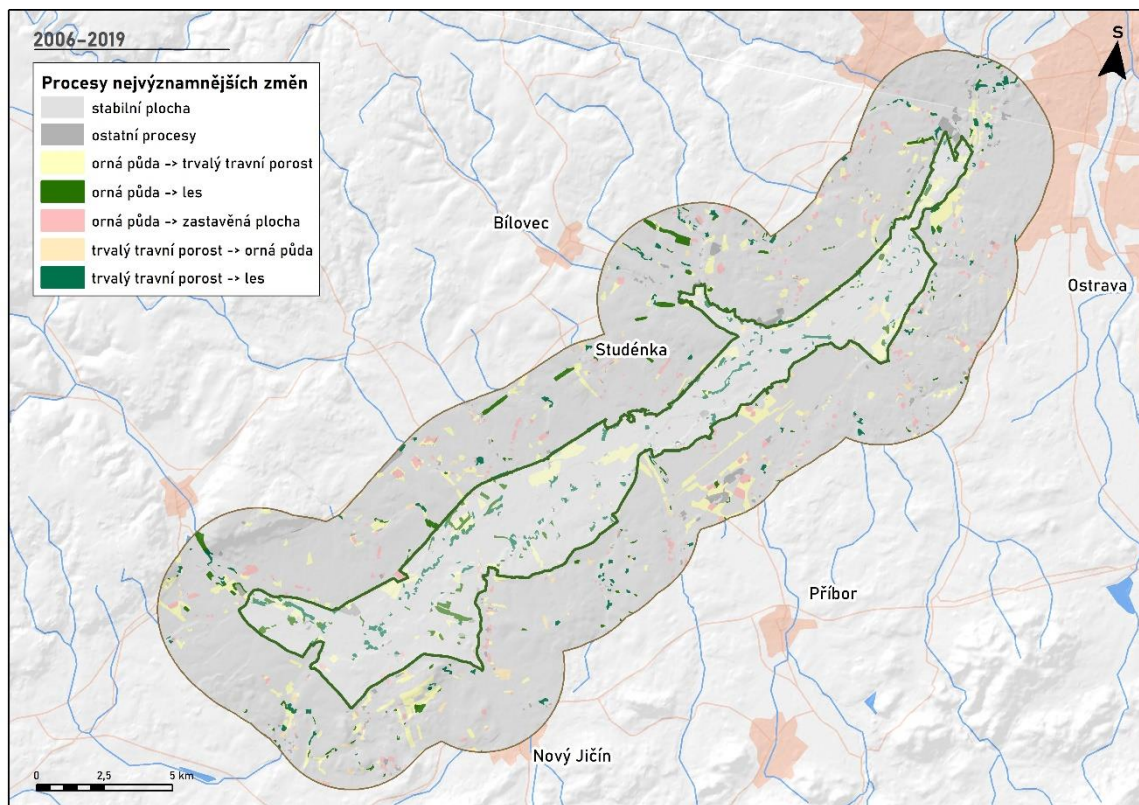 2006–2019
Procesy nejvýznamnějších změn
stabilní plocha
ostatní procesy
orná půda -> trvalý travní porost
orná půda -> les
orná půda -> zastavěná plocha
trvalý travní porost -> orná půda
trvalý travní porost -> les
S
Bílovec
Ostrava
Studénka
Příbor
Nový Jičín
0 2,5 5 km